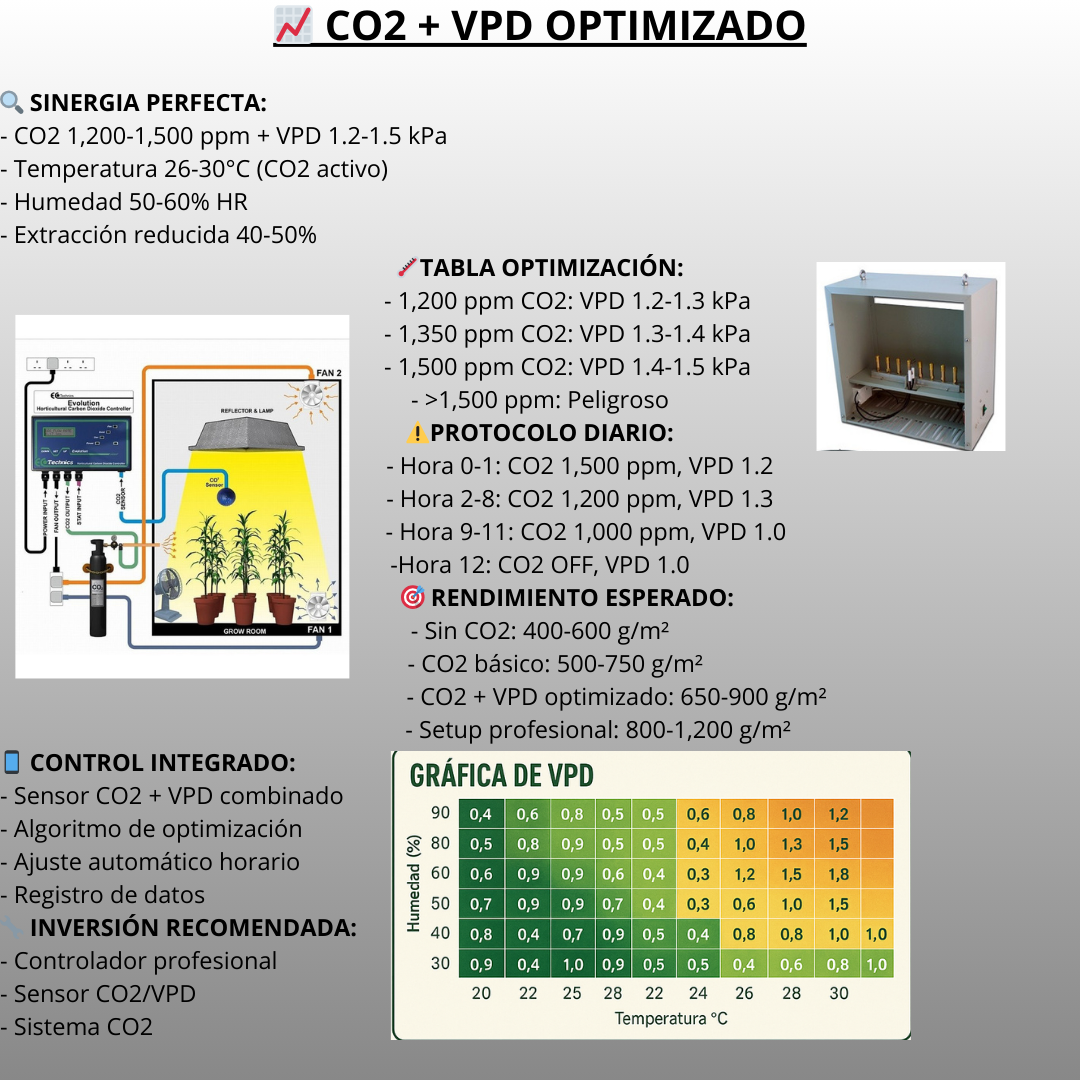 📈 CO2 + VPD OPTIMIZADO
🔍 SINERGIA PERFECTA:
- CO2 1,200-1,500 ppm + VPD 1.2-1.5 kPa
- Temperatura 26-30°C (CO2 activo)
- Humedad 50-60% HR
- Extracción reducida 40-50%
🌡️TABLA OPTIMIZACIÓN:
- 1,200 ppm CO2: VPD 1.2-1.3 kPa
- 1,350 ppm CO2: VPD 1.3-1.4 kPa
- 1,500 ppm CO2: VPD 1.4-1.5 kPa
- >1,500 ppm: Peligroso
⚠️PROTOCOLO DIARIO:
- Hora 0-1: CO2 1,500 ppm, VPD 1.2
- Hora 2-8: CO2 1,200 ppm, VPD 1.3
- Hora 9-11: CO2 1,000 ppm, VPD 1.0
-Hora 12: CO2 OFF, VPD 1.0
🎯 RENDIMIENTO ESPERADO:
- Sin CO2: 400-600 g/m²
- CO2 básico: 500-750 g/m²
- CO2 + VPD optimizado: 650-900 g/m²
- Setup profesional: 800-1,200 g/m²
FAN 2
Evolution
Horticultural Carbon Dioxide Controller
REFLECTOR & LAMP
Technics
CO²
Sensor
POWER INPUT
FAN OUTPUT
CO2 OUTPUT
STAT INPUT
CO2
SENSOR
CO₂
GROW ROOM
FAN 1
📱 CONTROL INTEGRADO:
- Sensor CO2 + VPD combinado
- Algoritmo de optimización
- Ajuste automático horario
- Registro de datos
🔧 INVERSIÓN RECOMENDADA:
- Controlador profesional
- Sensor CO2/VPD
- Sistema CO2
GRÁFICA DE VPD
Humedad (%)
90 0,4 0,6 0,8 0,5 0,5 0,6 0,8 1,0 1,2
80 0,5 0,8 0,9 0,5 0,5 0,4 1,0 1,3 1,5
60 0,6 0,9 0,9 0,6 0,4 0,3 1,2 1,5 1,8
50 0,7 0,9 0,9 0,7 0,4 0,3 0,6 1,0 1,5
40 0,8 0,4 0,7 0,9 0,5 0,4 0,8 0,8 1,0 1,0
30 0,9 0,4 1,0 0,9 0,5 0,5 0,4 0,6 0,8 1,0
20 22 25 28 22 24 26 28 30
Temperatura °C